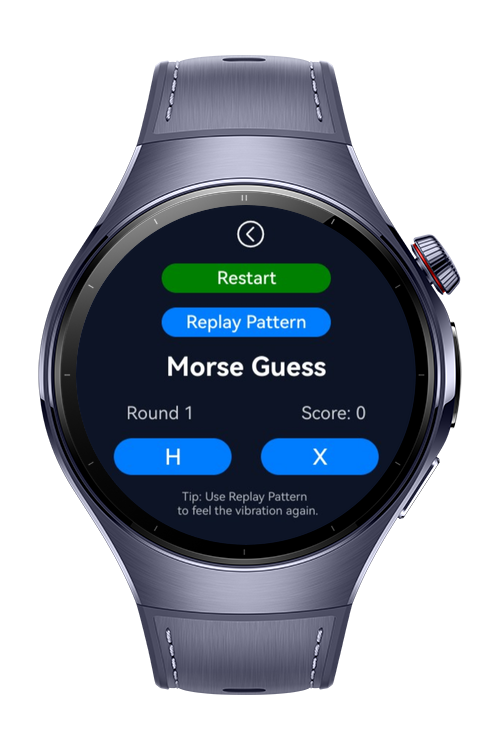 Restart
Replay Pattern
Morse Guess
Round 1 Score: 0
H X
Tip: Use Replay Pattern
to feel the vibration again.